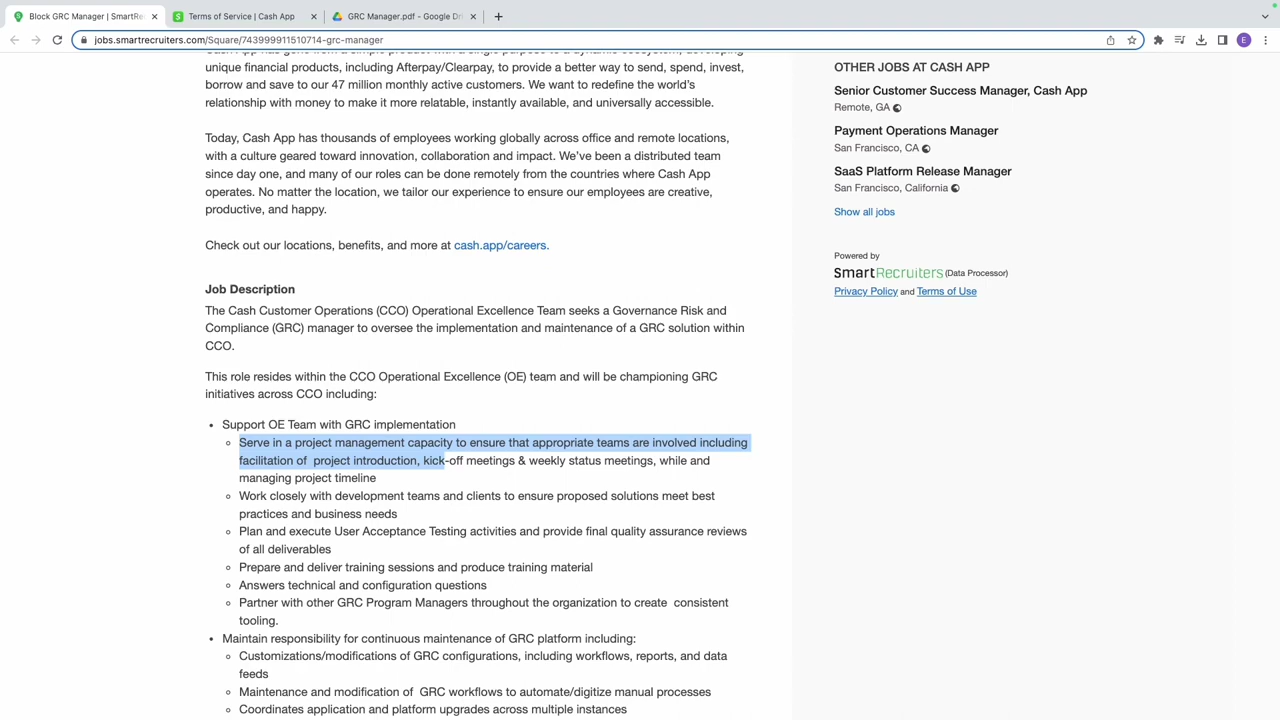 Block GRC Manager | SmartRe
Terms of Service | Cash App
GRC Manager.pdf - Google Dri
jobs.smartrecruiters.com/Square/743999911510714-grc-manager
E
Cash App has gone from a simple product with a single purpose to a dynamic ecosystem, developing
unique financial products, including Afterpay/Clearpay, to provide a better way to send, spend, invest,
borrow and save to our 47 million monthly active customers. We want to redefine the world's
relationship with money to make it more relatable, instantly available, and universally accessible.
Today, Cash App has thousands of employees working globally across office and remote locations,
with a culture geared toward innovation, collaboration and impact. We've been a distributed team
since day one, and many of our roles can be done remotely from the countries where Cash App
operates. No matter the location, we tailor our experience to ensure our employees are creative,
productive, and happy.
Check out our locations, benefits, and more at cash.app/careers.
Job Description
The Cash Customer Operations (CCO) Operational Excellence Team seeks a Governance Risk and
Compliance (GRC) manager to oversee the implementation and maintenance of a GRC solution within
CCO.
This role resides within the CCO Operational Excellence (OE) team and will be championing GRC
initiatives across CCO including:
• Support OE Team with GRC implementation
◦ Serve in a project management capacity to ensure that appropriate teams are involved including
facilitation of  project introduction, kick-off meetings & weekly status meetings, while and
managing project timeline
◦ Work closely with development teams and clients to ensure proposed solutions meet best
practices and business needs
◦ Plan and execute User Acceptance Testing activities and provide final quality assurance reviews
of all deliverables
◦ Prepare and deliver training sessions and produce training material
◦ Answers technical and configuration questions
◦ Partner with other GRC Program Managers throughout the organization to create  consistent
tooling.
• Maintain responsibility for continuous maintenance of GRC platform including:
◦ Customizations/modifications of GRC configurations, including workflows, reports, and data
feeds
◦ Maintenance and modification of  GRC workflows to automate/digitize manual processes
◦ Coordinates application and platform upgrades across multiple instances
OTHER JOBS AT CASH APP
Senior Customer Success Manager, Cash App
Remote, GA
Payment Operations Manager
San Francisco, CA
SaaS Platform Release Manager
San Francisco, California
Show all jobs
Powered by
SmartRecruiters (Data Processor)
Privacy Policy and Terms of Use